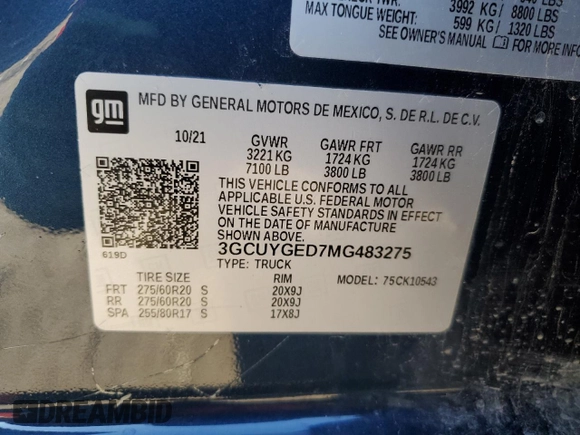 3992 KG / 8800 LBS
MAX TONGUE WEIGHT: 599 KG / 1320 LBS
SEE OWNER'S MANUAL FOR MORE INFO
gm
MFD BY GENERAL MOTORS DE MEXICO, S. DE R.L. DE C.V.
10/21 GVWR GAWR FRT GAWR RR
3221 KG 1724 KG 1724 KG
7100 LB 3800 LB 3800 LB
THIS VEHICLE CONFORMS TO ALL
APPLICABLE U.S. FEDERAL MOTOR
VEHICLE SAFETY STANDARDS IN EFFECT
ON THE DATE OF MANUFACTURE
SHOWN ABOVE.
3GCUYGED7MG483275
619D
TYPE: TRUCK MODEL: 75CK10543
TIRE SIZE RIM
FRT 275/60R20 S 20X9J
RR 275/60R20 S 20X9J
SPA 255/80R17 S 17X8J
DREAMBID